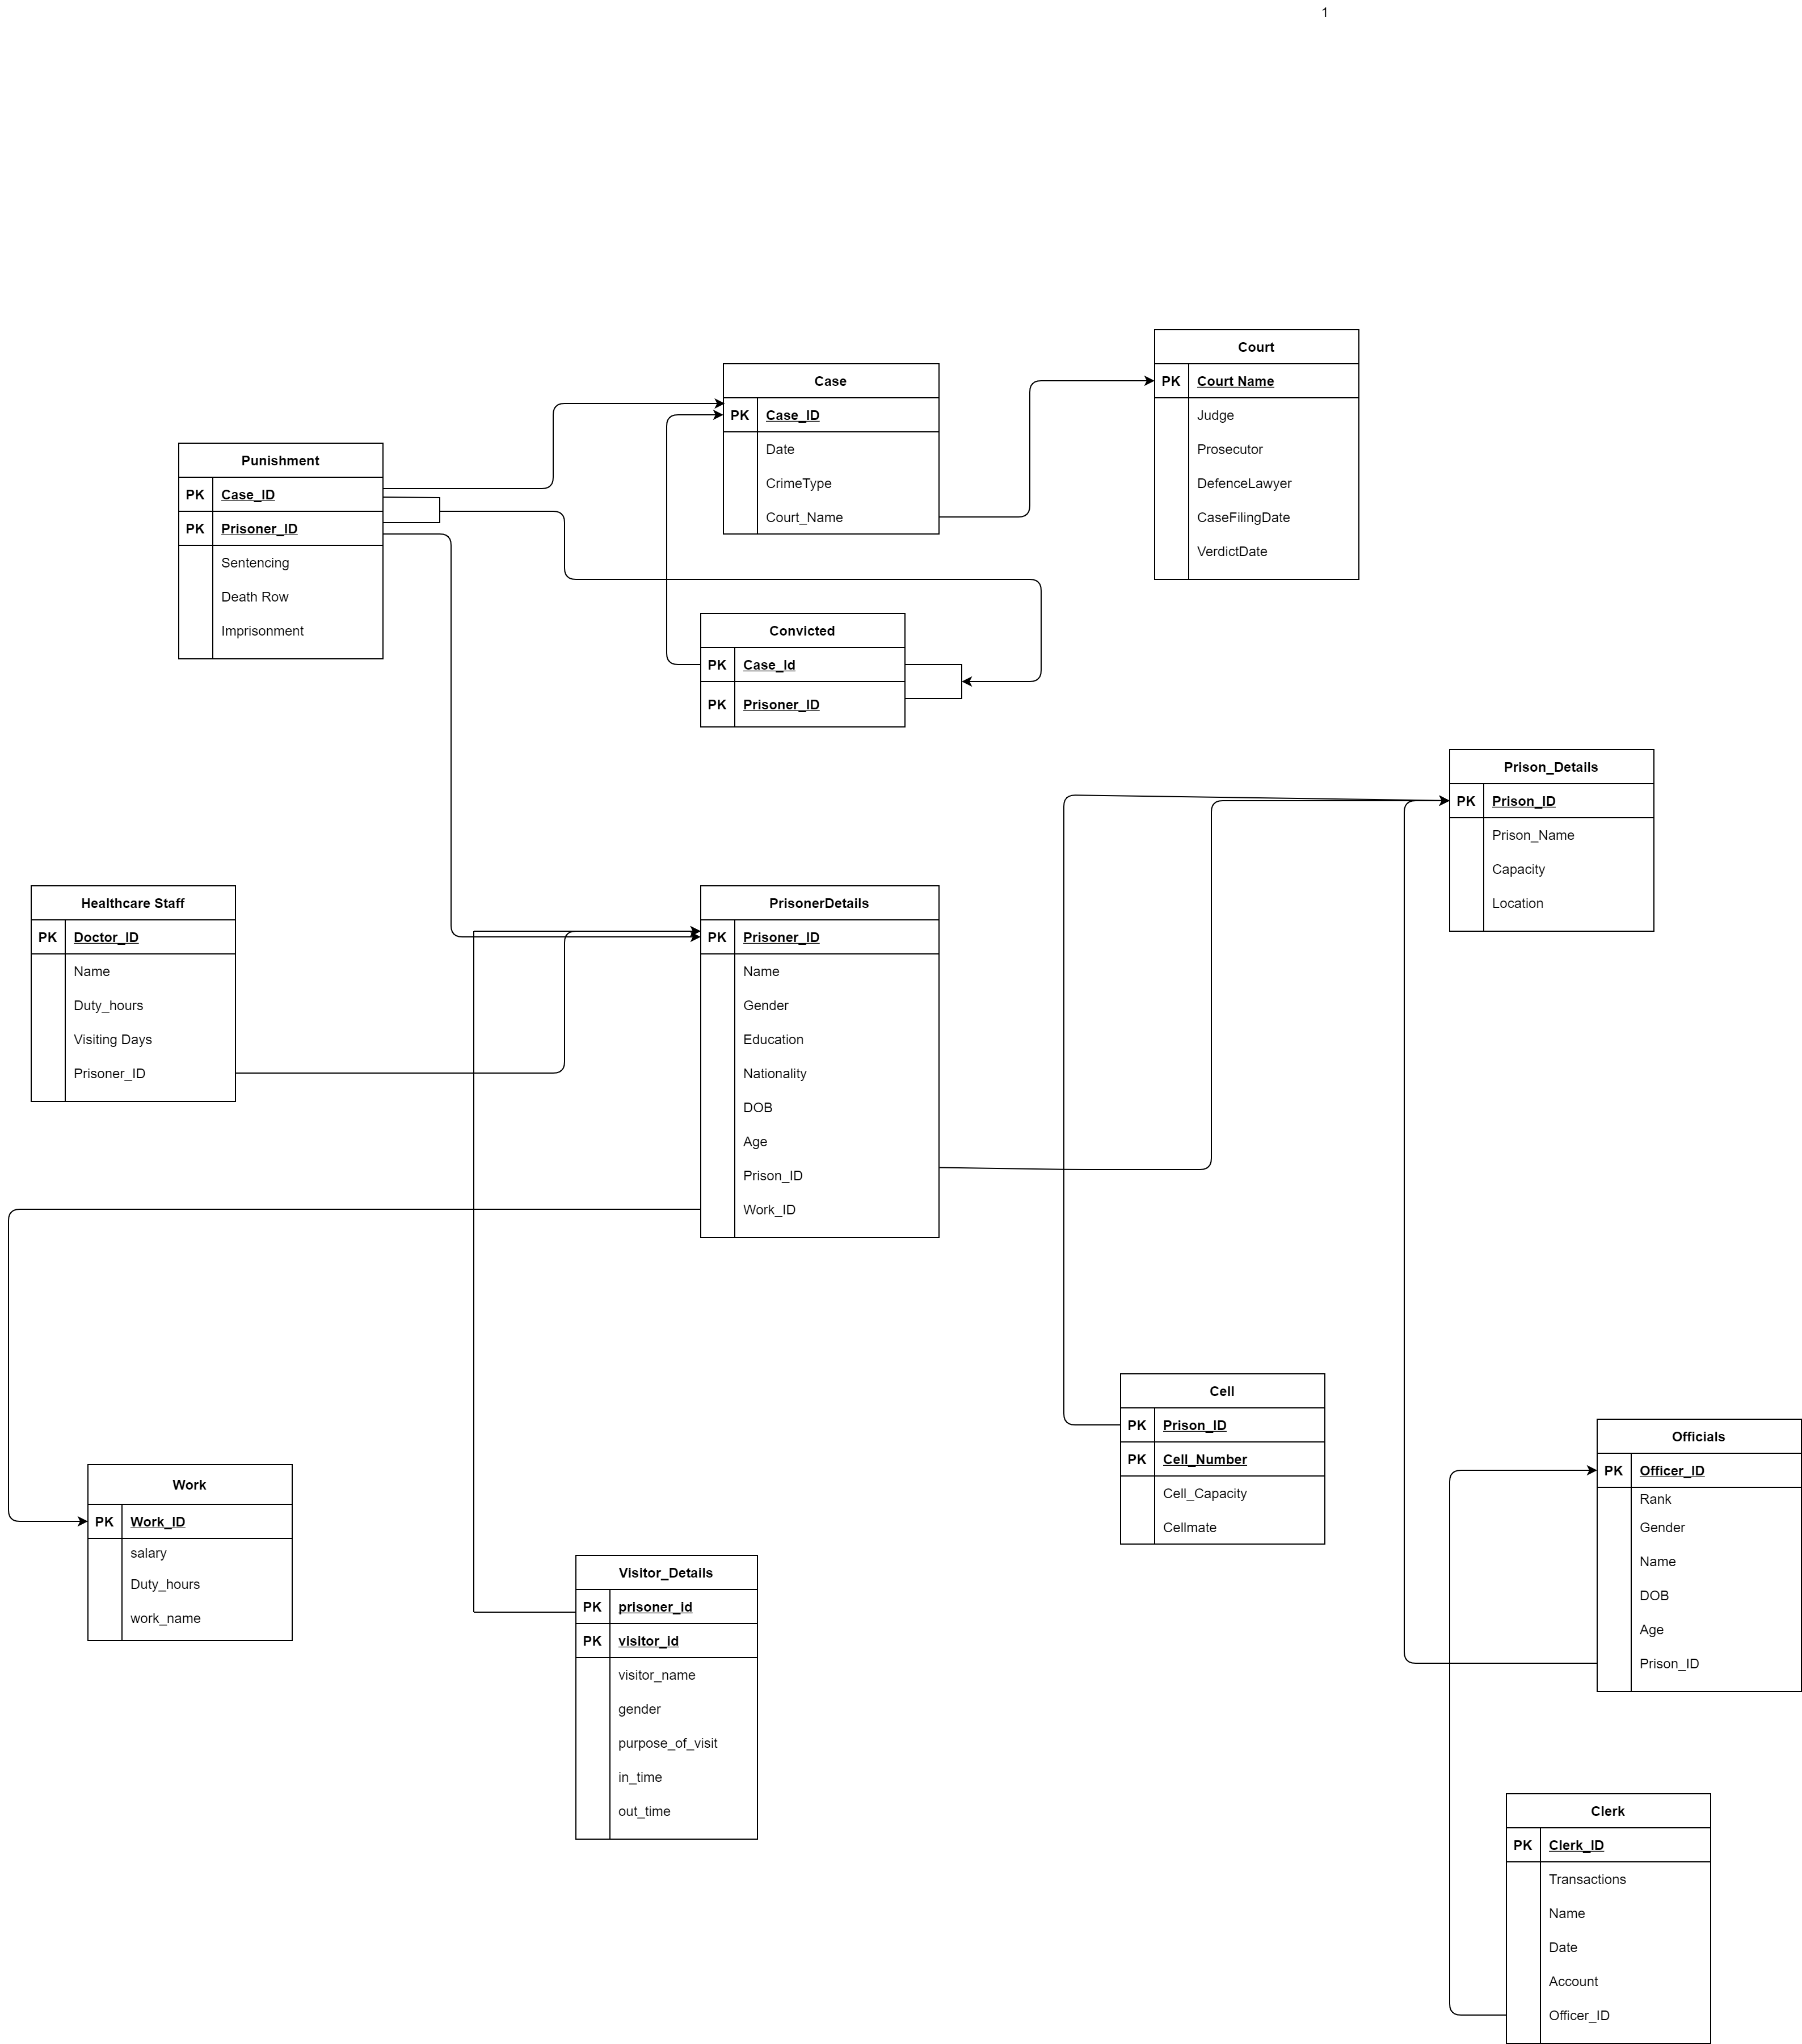 1
Court
PK Court Name
Judge
Prosecutor
DefenceLawyer
CaseFilingDate
VerdictDate
Case
PK Case_ID
Date
CrimeType
Court_Name
Punishment
PK Case_ID
PK Prisoner_ID
Sentencing
Death Row
Imprisonment
Convicted
PK Case_Id
PK Prisoner_ID
Prison_Details
PK Prison_ID
Prison_Name
Capacity
Location
Healthcare Staff
PK Doctor_ID
Name
Duty_hours
Visiting Days
Prisoner_ID
PrisonerDetails
PK Prisoner_ID
Name
Gender
Education
Nationality
DOB
Age
Prison_ID
Work_ID
Cell
PK Prison_ID
PK Cell_Number
Cell_Capacity
Cellmate
Officials
PK Officer_ID
Rank
Gender
Name
DOB
Age
Prison_ID
Work
PK Work_ID
salary
Duty_hours
work_name
Visitor_Details
PK prisoner_id
PK visitor_id
visitor_name
gender
purpose_of_visit
in_time
out_time
Clerk
PK Clerk_ID
Transactions
Name
Date
Account
Officer_ID